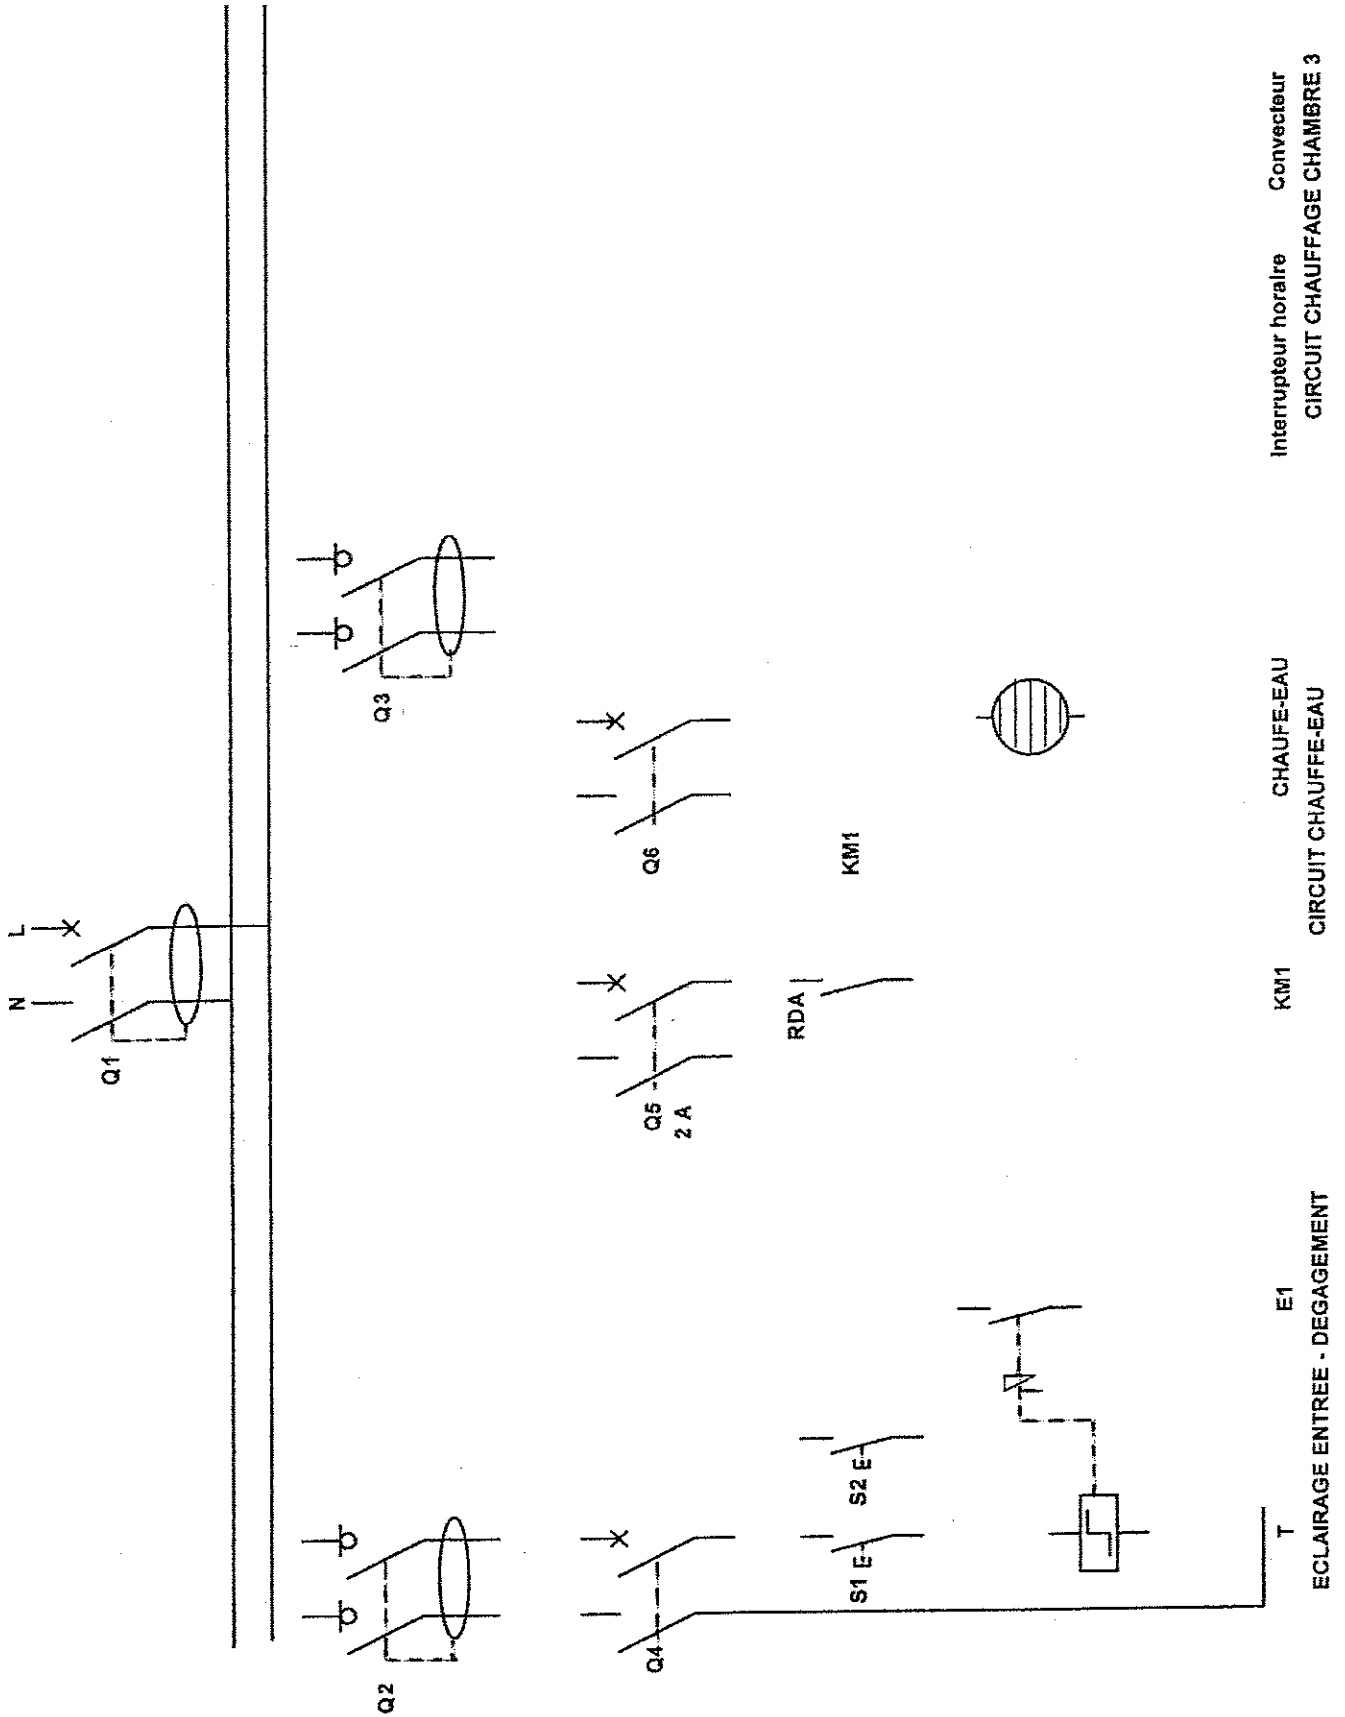 N L
Q1
Q2
Q3
Q4
Q5
2 A
Q6
S1
S2
RDA
KM1
T
E1
KM1
CHAUFE-EAU
Interrupteur horaire
Convecteur
ECLAIRAGE ENTREE - DEGAGEMENT
CIRCUIT CHAUFFE-EAU
CIRCUIT CHAUFFAGE CHAMBRE 3